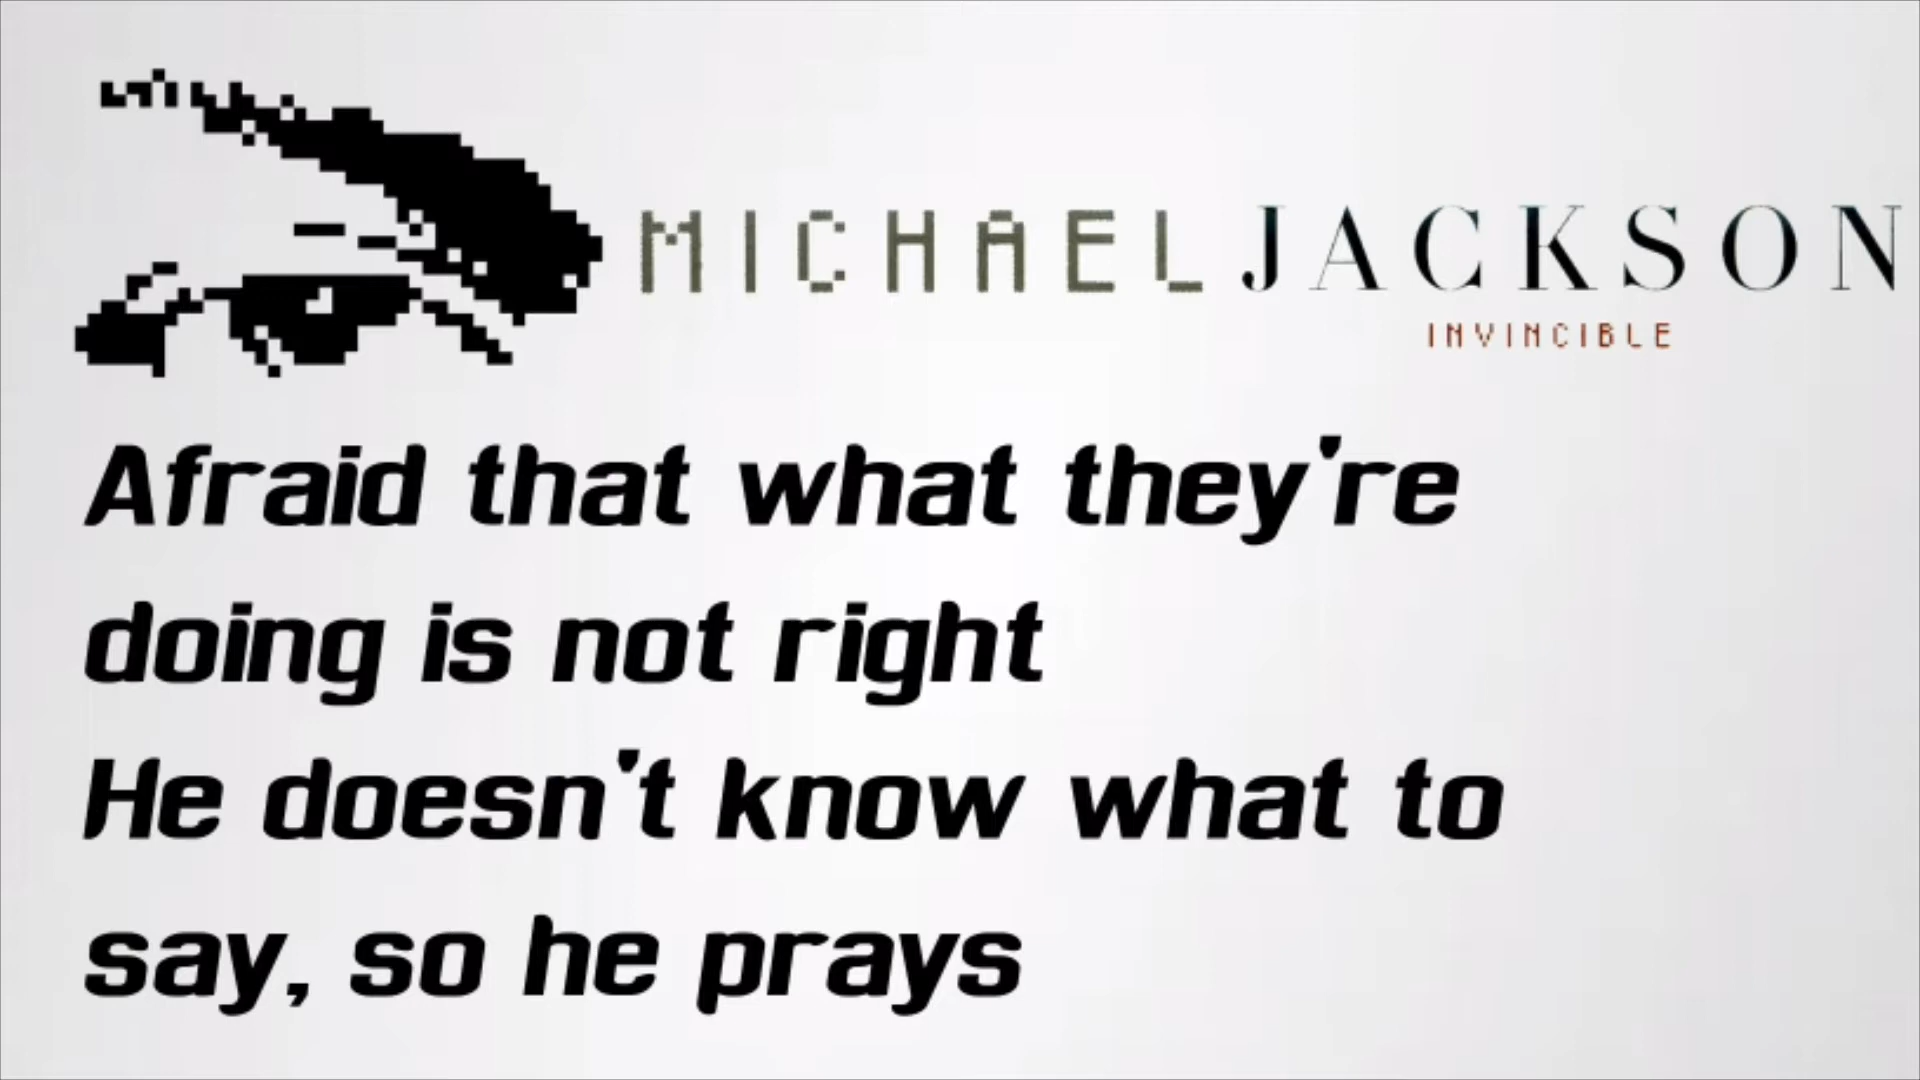 MICHAEL JACKSON
INVINCIBLE
Afraid that what they're
doing is not right
He doesn't know what to
say, so he prays